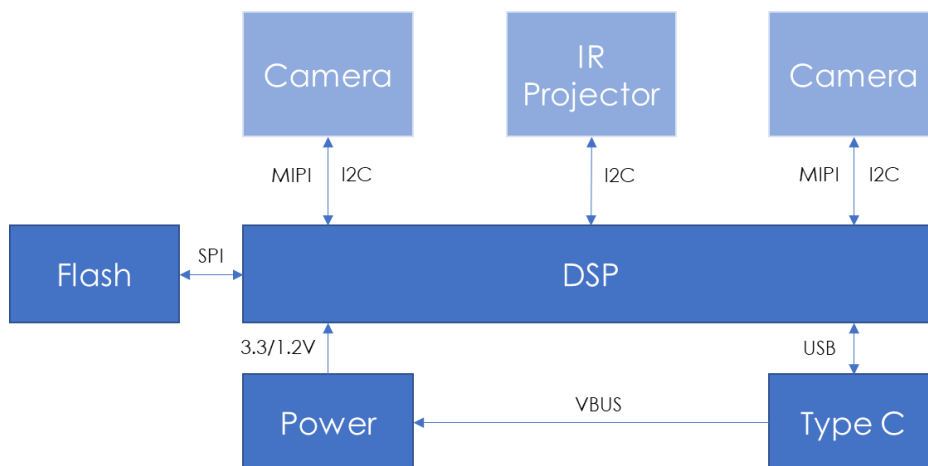 Camera
IR
Projector
Camera
MIPI
I2C
I2C
MIPI
I2C
Flash
SPI
DSP
3.3/1.2V
USB
Power
VBUS
Type C